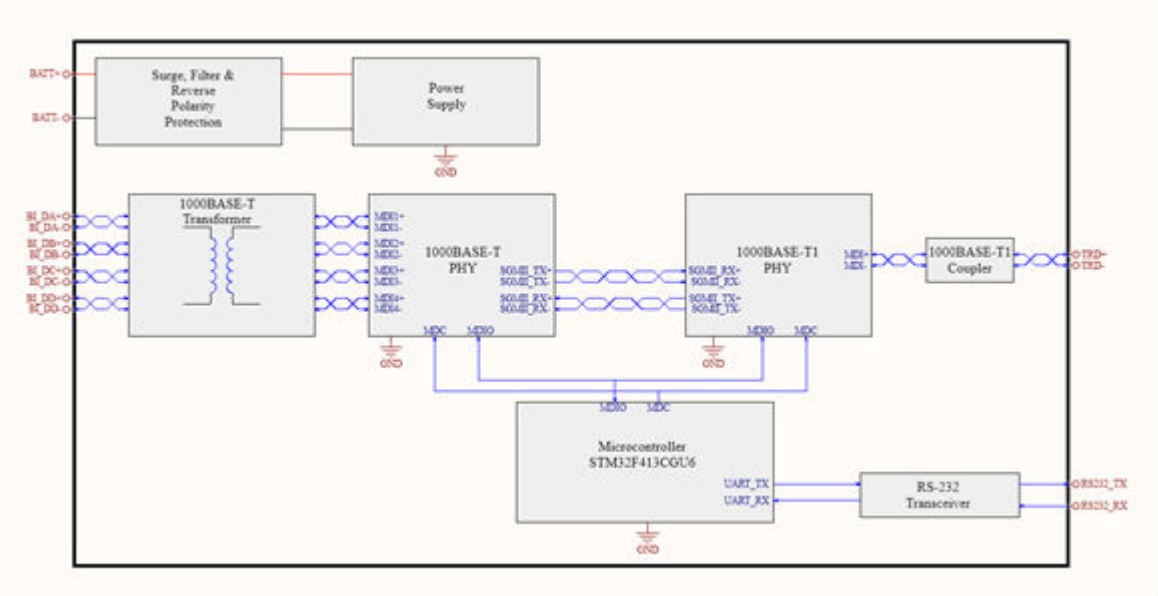 BATT+
BATT-
Surge, Filter &
Reverse
Polarity
Protection
Power
Supply
GND
BI_DA+
BI_DA-
BI_DB+
BI_DB-
BI_DC+
BI_DC-
BI_DD+
BI_DD-
1000BASE-T
Transformer
MDI1+
MDI1-
MDI2+
MDI2-
MDI3+
MDI3-
MDI4+
MDI4-
1000BASE-T
PHY
SGMII_TX+
SGMII_TX-
SGMII_RX+
SGMII_RX-
MDC
MDIO
GND
SGMII_RX+
SGMII_RX-
SGMII_TX+
SGMII_TX-
1000BASE-T1
PHY
MDI+
MDI-
MDIO
MDC
GND
1000BASE-T1
Coupler
TRD+
TRD-
MDIO
MDC
Microcontroller
STM32F413CGU6
UART_TX
UART_RX
GND
RS-232
Transceiver
RS232_TX
RS232_RX